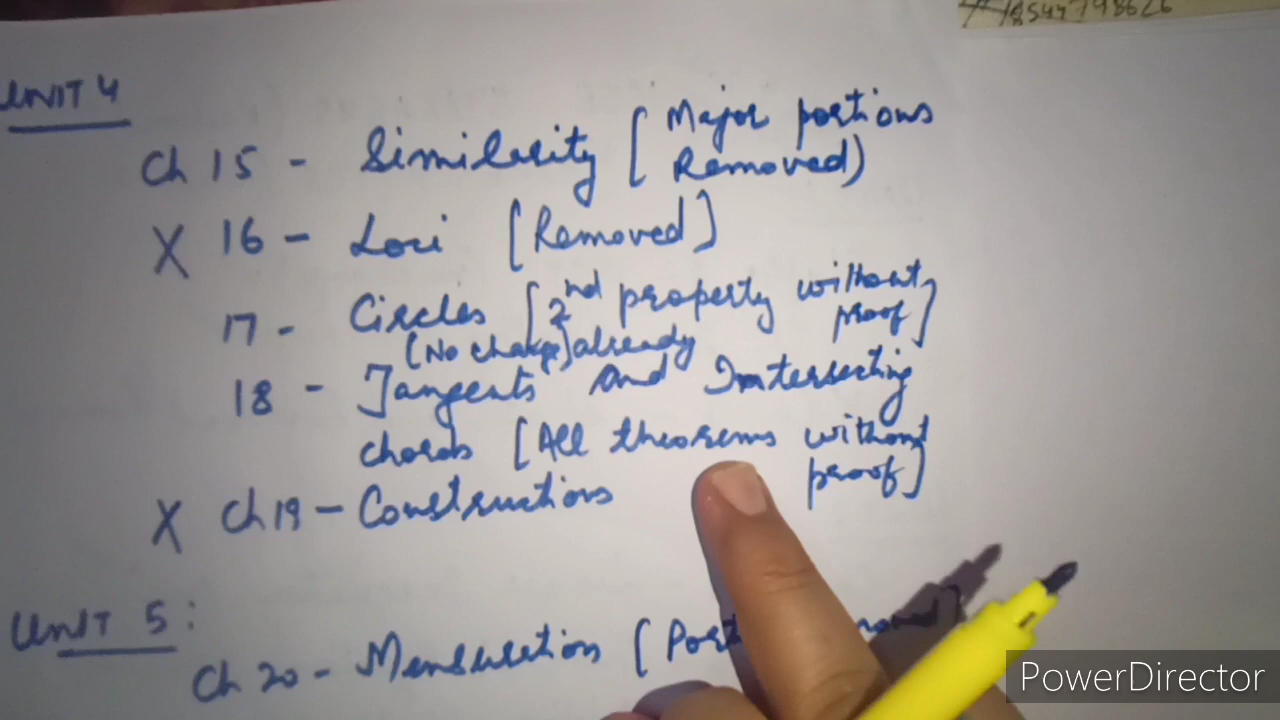 18544798626
UNIT 4
Ch 15 - Similarity [Major portions
Removed)
X 16 - Loci [Removed]
17 - Circles [2nd property without
proof]
(No change) already
18 - Tangents and Intersecting
chords [All theorems without
proof]
X Ch 19 - Constructions
UNIT 5:
Ch 20 - Mensuration (
PowerDirector